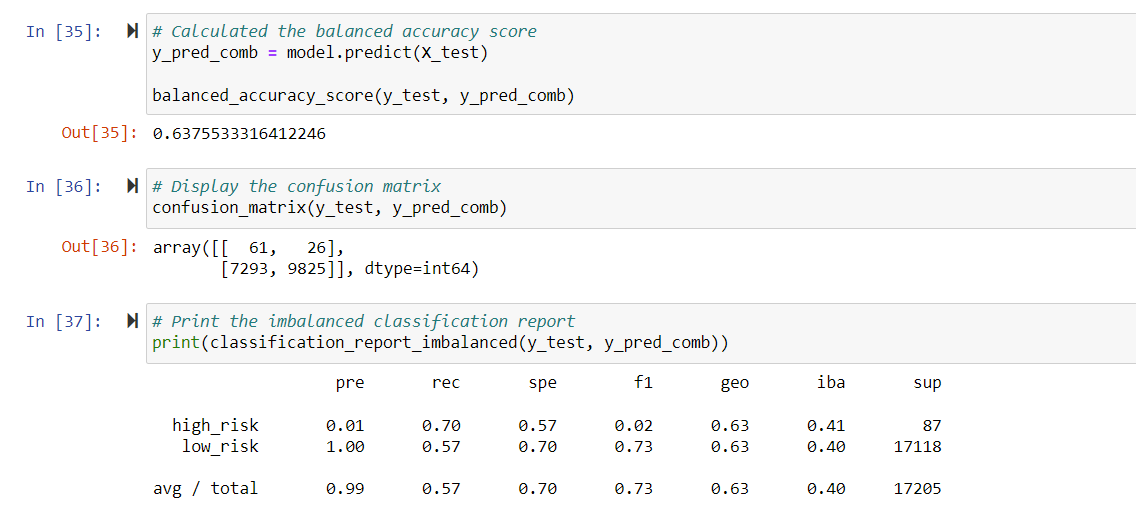 In [35]: # Calculated the balanced accuracy score
y_pred_comb = model.predict(X_test)
balanced_accuracy_score(y_test, y_pred_comb)
Out[35]: 0.6375533316412246
In [36]: # Display the confusion matrix
confusion_matrix(y_test, y_pred_comb)
Out[36]: array([[  61,   26],
[7293, 9825]], dtype=int64)
In [37]: # Print the imbalanced classification report
print(classification_report_imbalanced(y_test, y_pred_comb))
pre rec spe f1 geo iba sup
high_risk 0.01 0.70 0.57 0.02 0.63 0.41 87
low_risk 1.00 0.57 0.70 0.73 0.63 0.40 17118
avg / total 0.99 0.57 0.70 0.73 0.63 0.40 17205